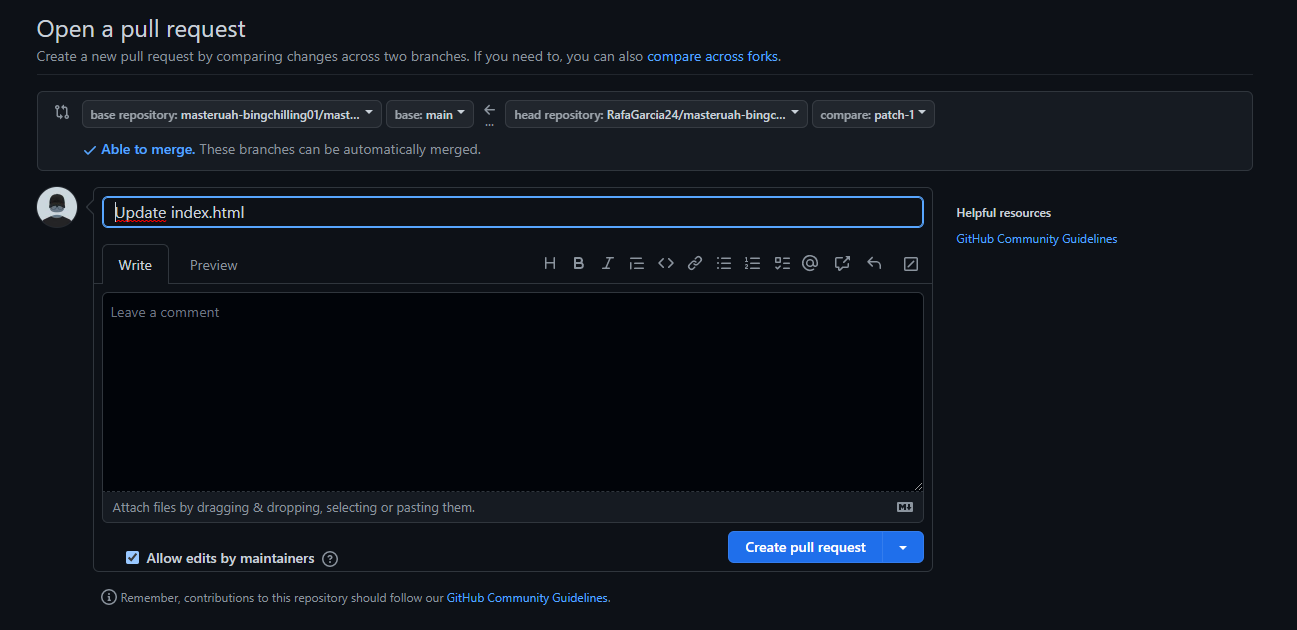 Open a pull request
Create a new pull request by comparing changes across two branches. If you need to, you can also compare across forks.
base repository: masteruah-bingchilling01/mast... base: main ... head repository: RafaGarcia24/masteruah-bingc... compare: patch-1
Able to merge. These branches can be automatically merged.
Update index.html
Helpful resources
GitHub Community Guidelines
Write Preview
Leave a comment
Attach files by dragging & dropping, selecting or pasting them.
Allow edits by maintainers
Create pull request
Remember, contributions to this repository should follow our GitHub Community Guidelines.